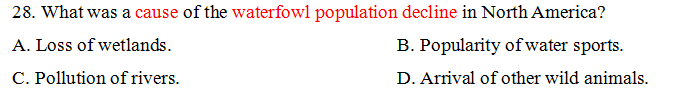 28. What was a cause of the waterfowl population decline in North America?
A. Loss of wetlands. B. Popularity of water sports.
C. Pollution of rivers. D. Arrival of other wild animals.